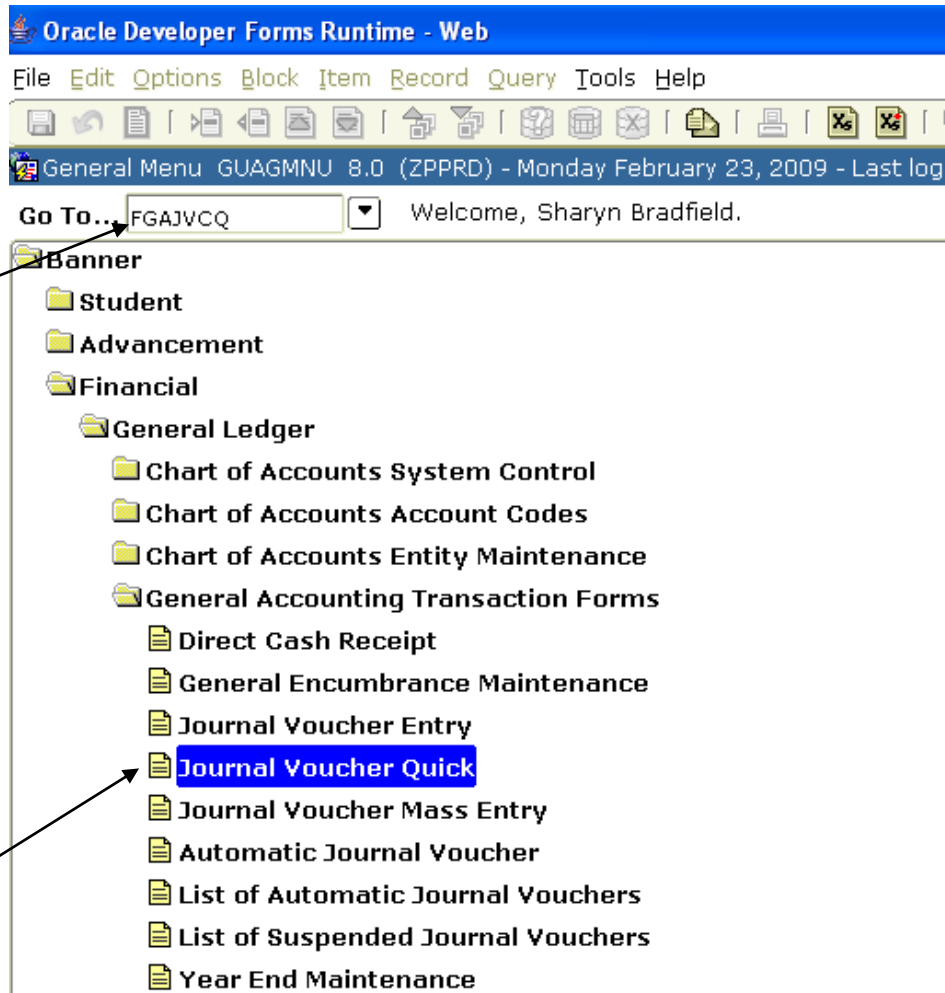 Oracle Developer Forms Runtime - Web
File Edit Options Block Item Record Query Tools Help
General Menu GUAGMNU 8.0 (ZPPRD) - Monday February 23, 2009 - Last log
Go To... FGAJVCQ Welcome, Sharyn Bradfield.
Banner
Student
Advancement
Financial
General Ledger
Chart of Accounts System Control
Chart of Accounts Account Codes
Chart of Accounts Entity Maintenance
General Accounting Transaction Forms
Direct Cash Receipt
General Encumbrance Maintenance
Journal Voucher Entry
Journal Voucher Quick
Journal Voucher Mass Entry
Automatic Journal Voucher
List of Automatic Journal Vouchers
List of Suspended Journal Vouchers
Year End Maintenance